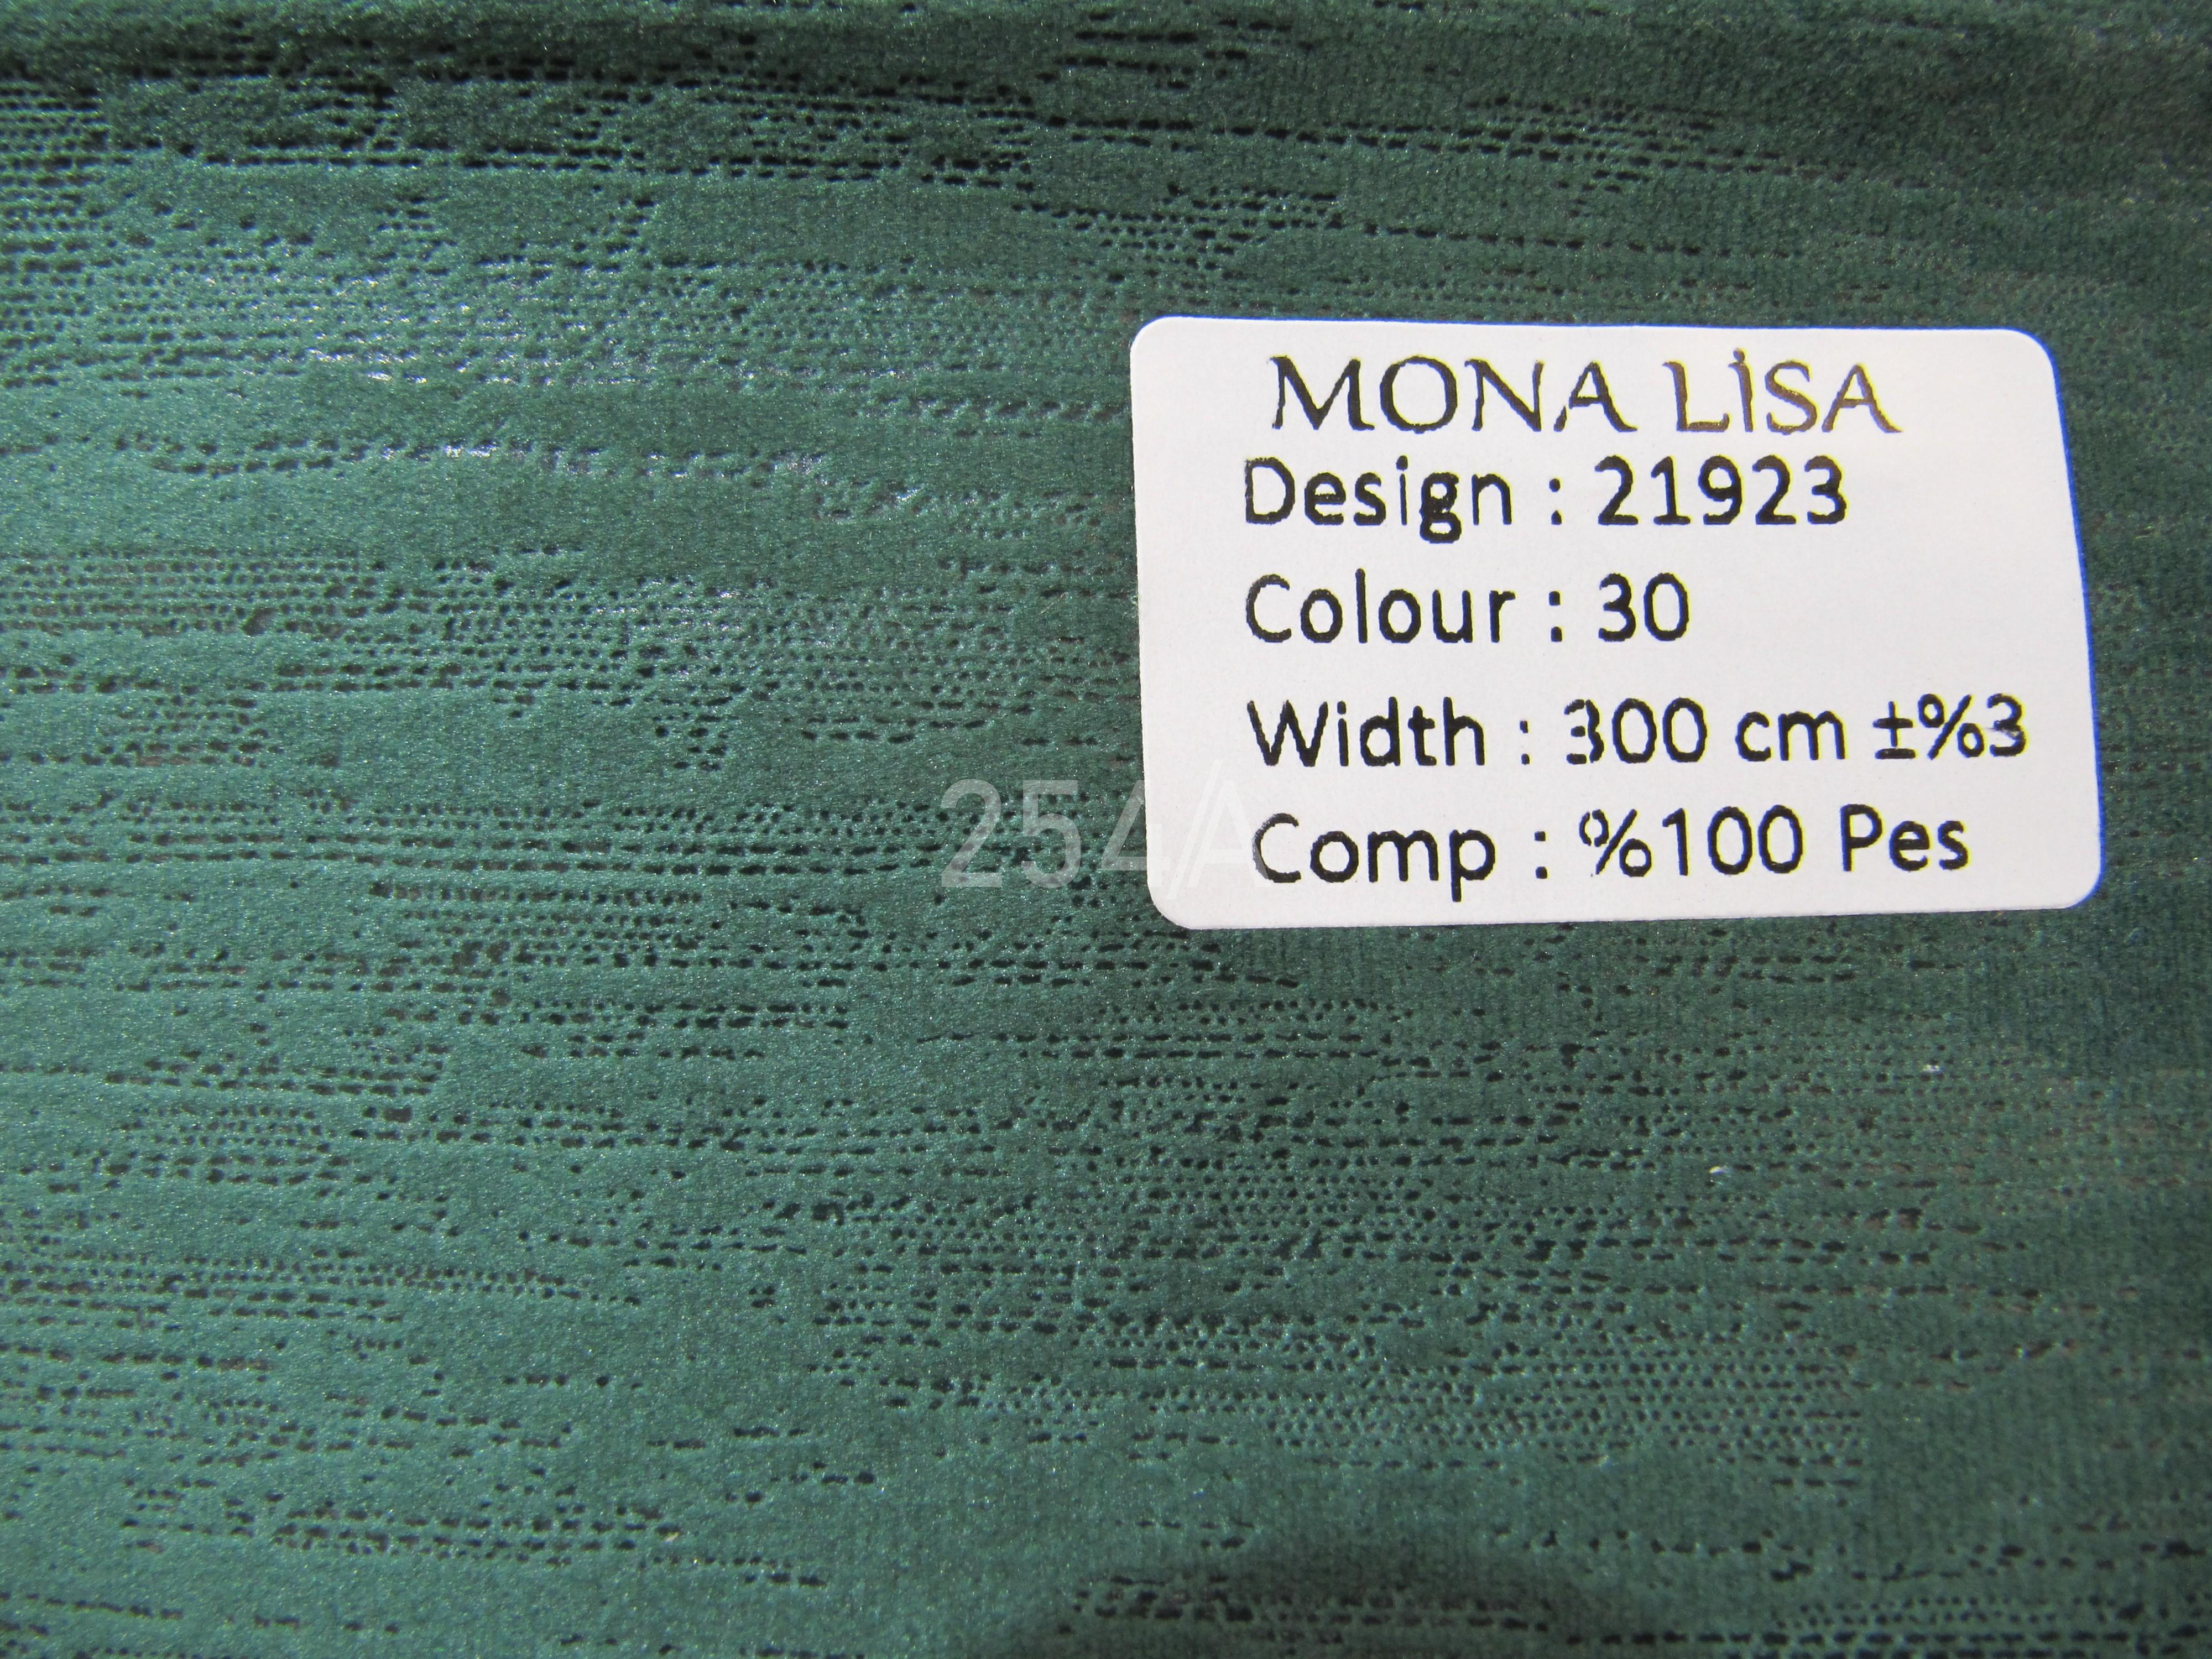 MONA LİSA
Design : 21923
Colour : 30
Width : 300 cm ±%3
254A
Comp : %100 Pes